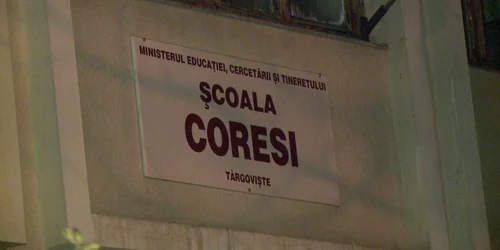 MINISTERUL EDUCAȚIEI, CERCETĂRII ȘI TINERETULUI
ȘCOALA
CORESI
TÂRGOVIȘTE